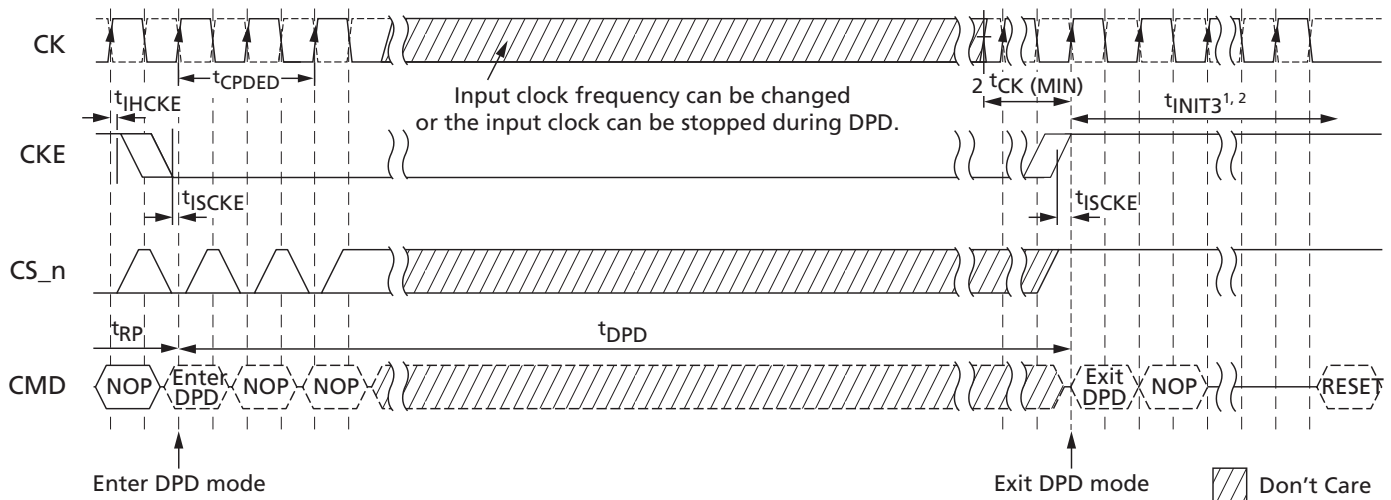 CK
tCPDED
2 tCK (MIN)
tIHCKE
Input clock frequency can be changed
or the input clock can be stopped during DPD.
tINIT3 1, 2
CKE
tISCKE
tISCKE
CS_n
tRP
tDPD
CMD
NOP
Enter
DPD
NOP
NOP
Exit
DPD
NOP
RESET
Enter DPD mode
Exit DPD mode
Don't Care